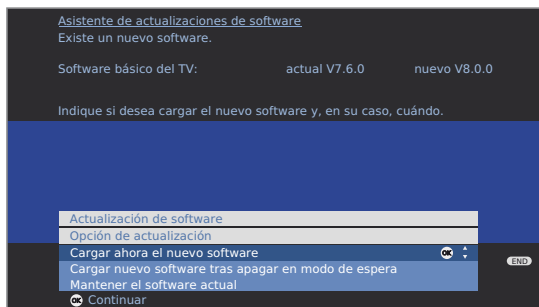 Asistente de actualizaciones de software
Existe un nuevo software.
Software básico del TV: actual V7.6.0 nuevo V8.0.0
Indique si desea cargar el nuevo software y, en su caso, cuándo.
Actualización de software
Opción de actualización
Cargar ahora el nuevo software OK
Cargar nuevo software tras apagar en modo de espera
END
Mantener el software actual
OK Continuar